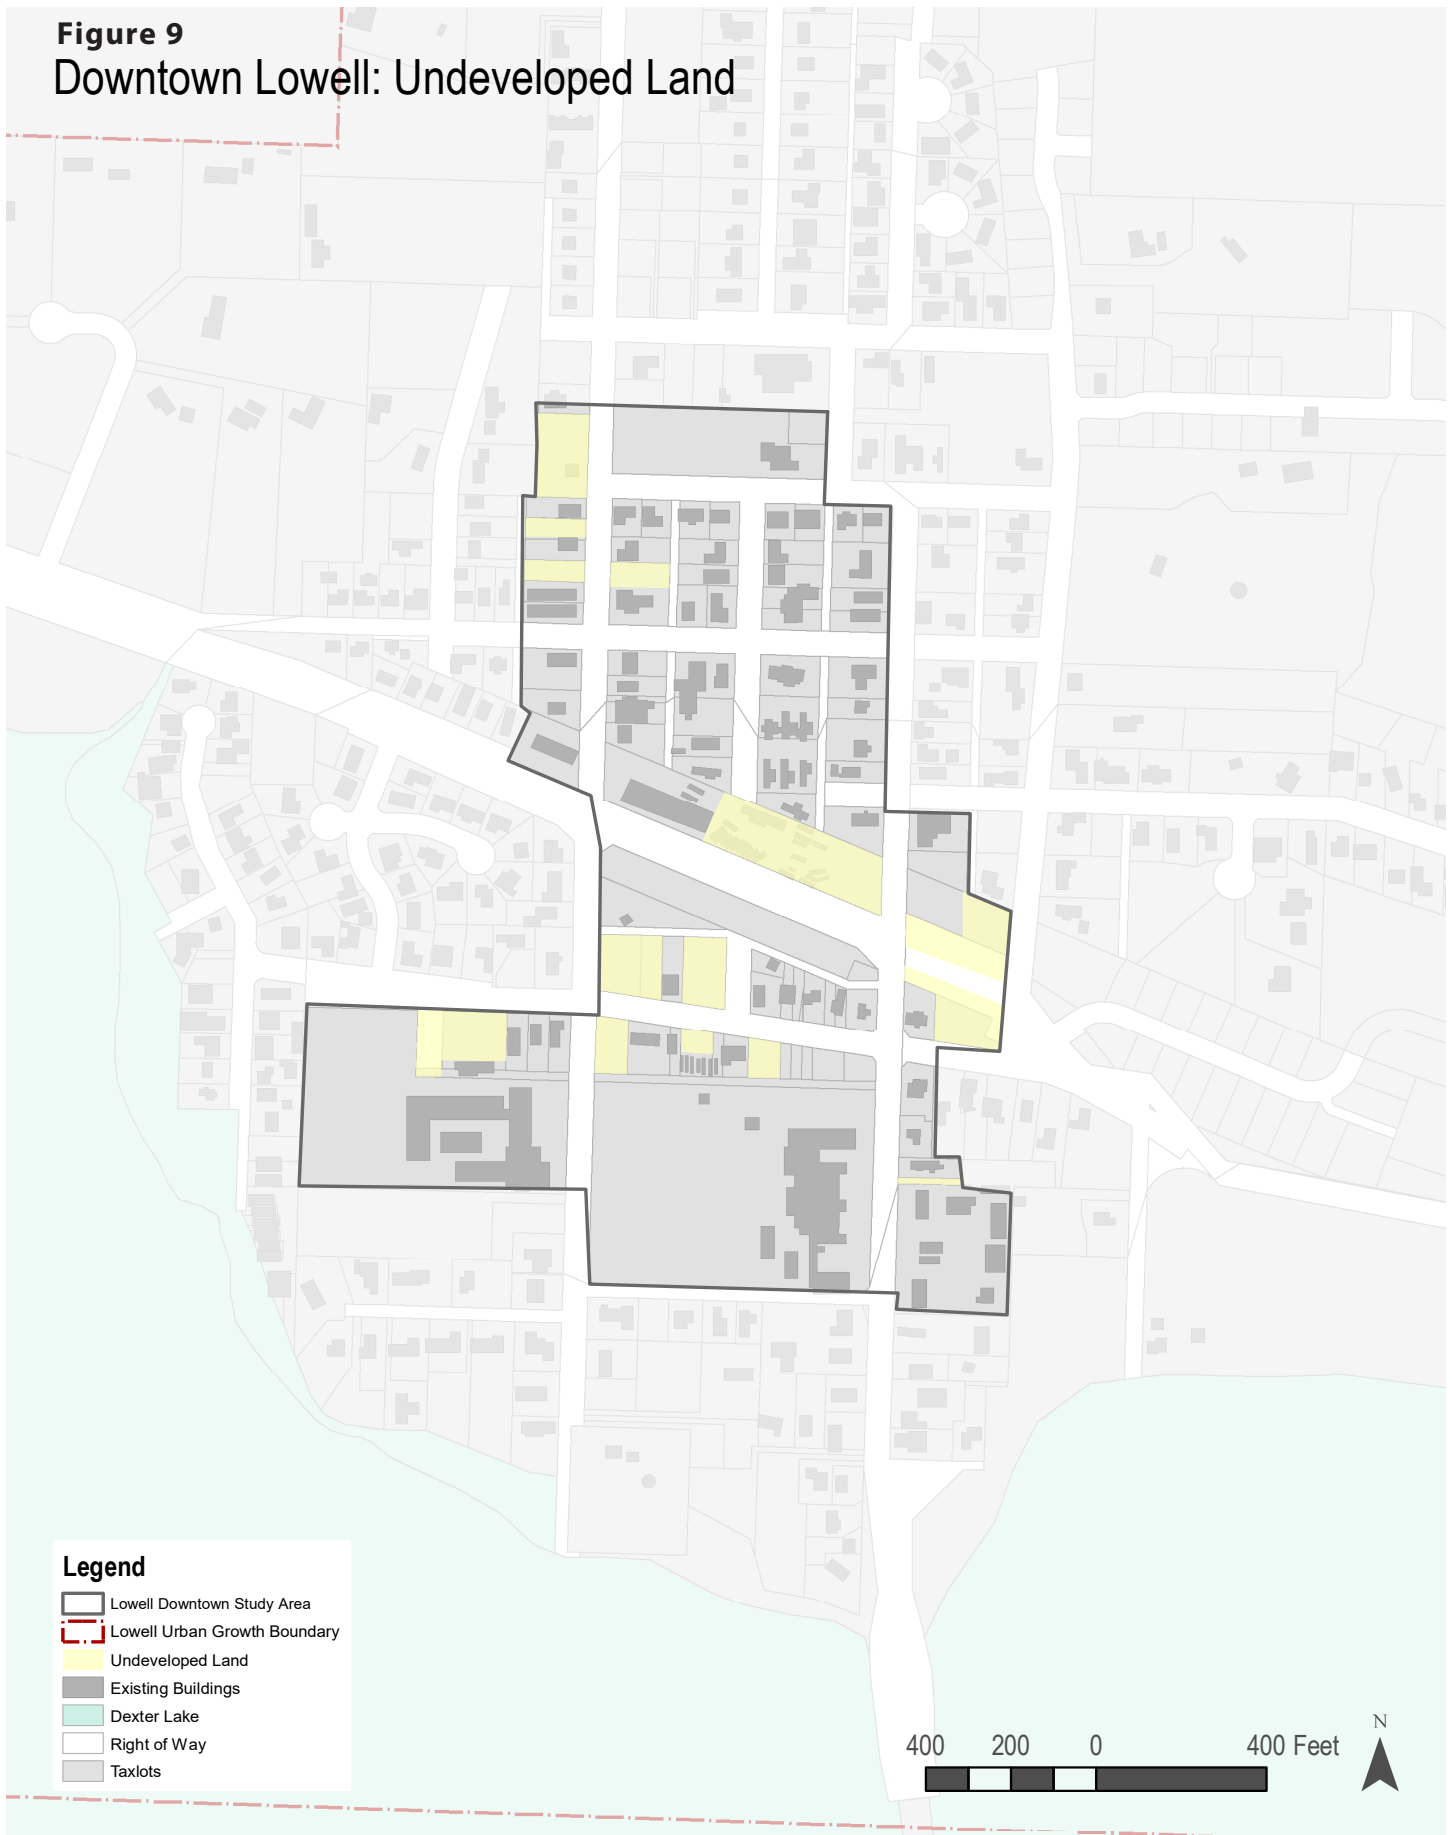 Figure 9
Downtown Lowell: Undeveloped Land
Legend
Lowell Downtown Study Area
Lowell Urban Growth Boundary
Undeveloped Land
Existing Buildings
Dexter Lake
Right of Way
Taxlots
400 200 0 400 Feet
N